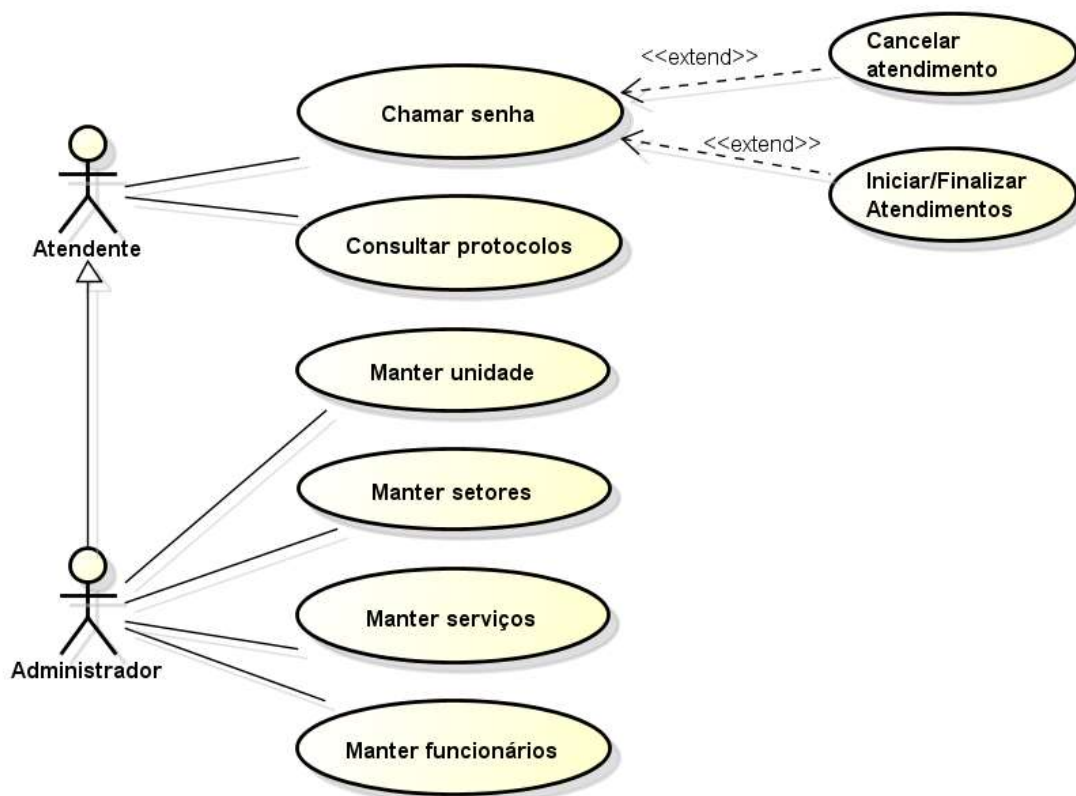 Cancelar
atendimento
<<extend>>
Chamar senha
<<extend>>
Iniciar/Finalizar
Atendimentos
Atendente
Consultar protocolos
Manter unidade
Manter setores
Manter serviços
Administrador
Manter funcionários